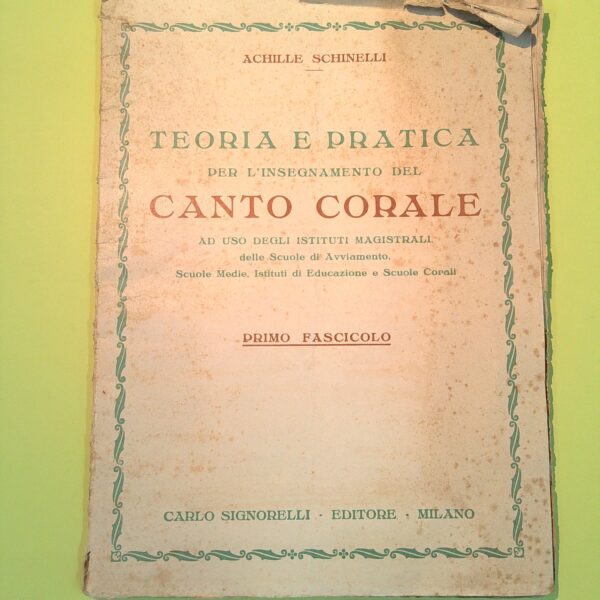 ACHILLE SCHINELLI
TEORIA E PRATICA
PER L'INSEGNAMENTO DEL
CANTO CORALE
AD USO DEGLI ISTITUTI MAGISTRALI
delle Scuole di Avviamento,
Scuole Medie, Istituti di Educazione e Scuole Corali
PRIMO FASCICOLO
CARLO SIGNORELLI - EDITORE - MILANO